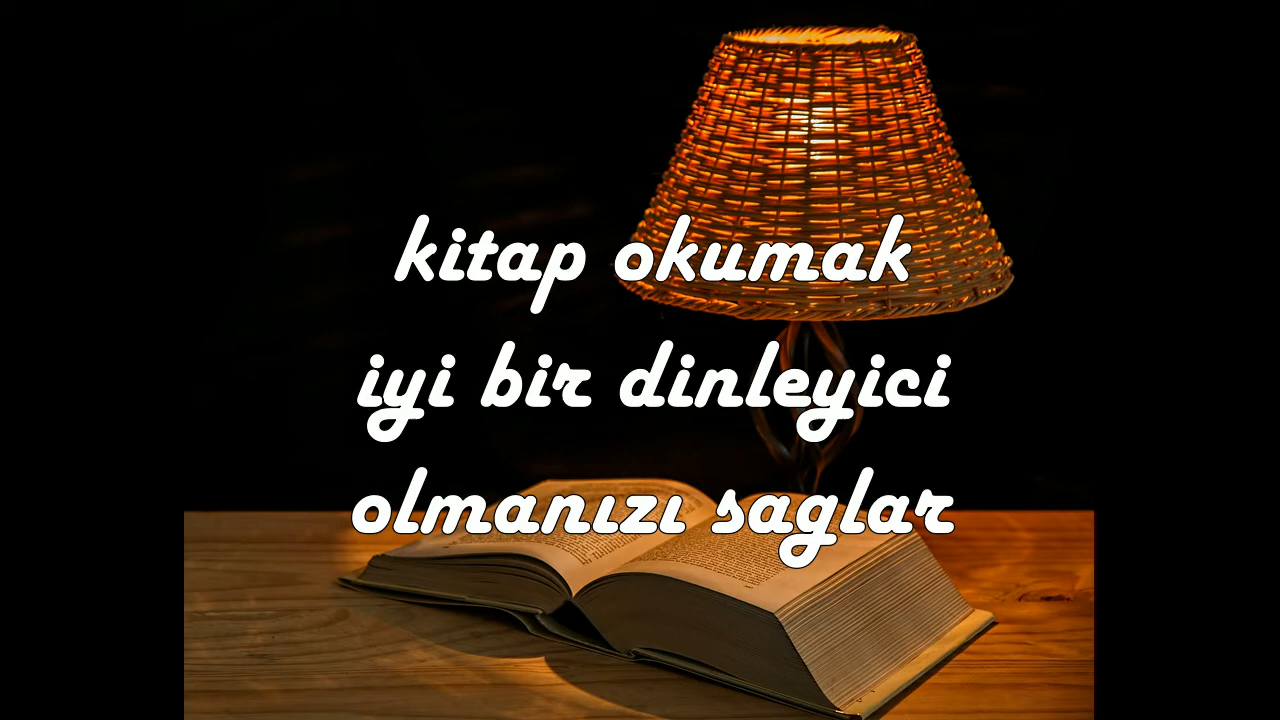 kitap okumak
iyi bir dinleyici
olmanızı saglar